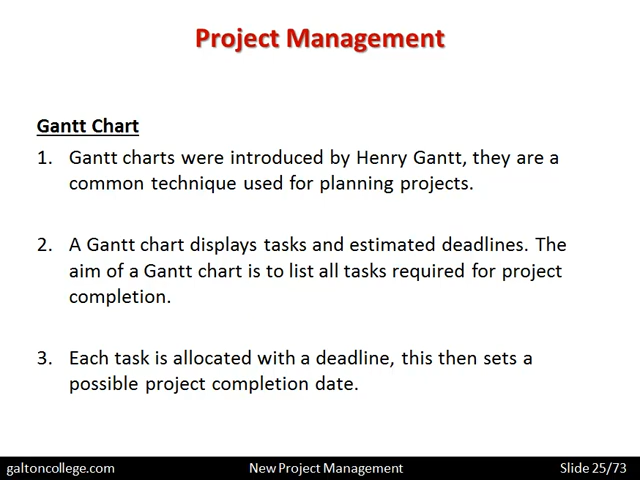 Project Management
Gantt Chart
1. Gantt charts were introduced by Henry Gantt, they are a
common technique used for planning projects.
2. A Gantt chart displays tasks and estimated deadlines. The
aim of a Gantt chart is to list all tasks required for project
completion.
3. Each task is allocated with a deadline, this then sets a
possible project completion date.
galtoncollege.com New Project Management Slide 25/73